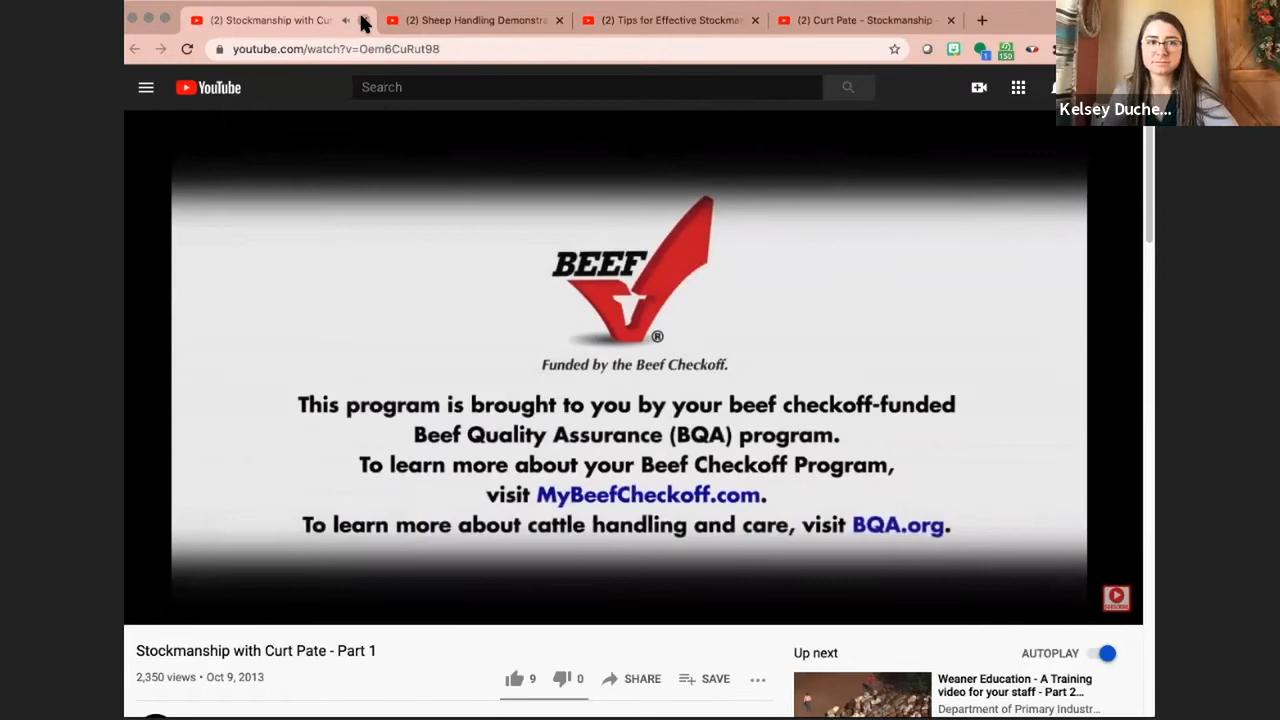 (2) Stockmanship with Cur
(2) Sheep Handling Demonstra
(2) Tips for Effective Stockma
(2) Curt Pate - Stockmanship -
youtube.com/watch?v=Oem6CuRut98
1
150
YouTube
Search
Kelsey Duche...
BEEF
®
Funded by the Beef Checkoff.
This program is brought to you by your beef checkoff-funded
Beef Quality Assurance (BQA) program.
To learn more about your Beef Checkoff Program,
visit MyBeefCheckoff.com.
To learn more about cattle handling and care, visit BQA.org.
SUBSCRIBE
Stockmanship with Curt Pate - Part 1
2,350 views • Oct 9, 2013
9
0
SHARE
SAVE
Up next
AUTOPLAY
Weaner Education - A Training
video for your staff - Part 2...
Department of Primary Industr...